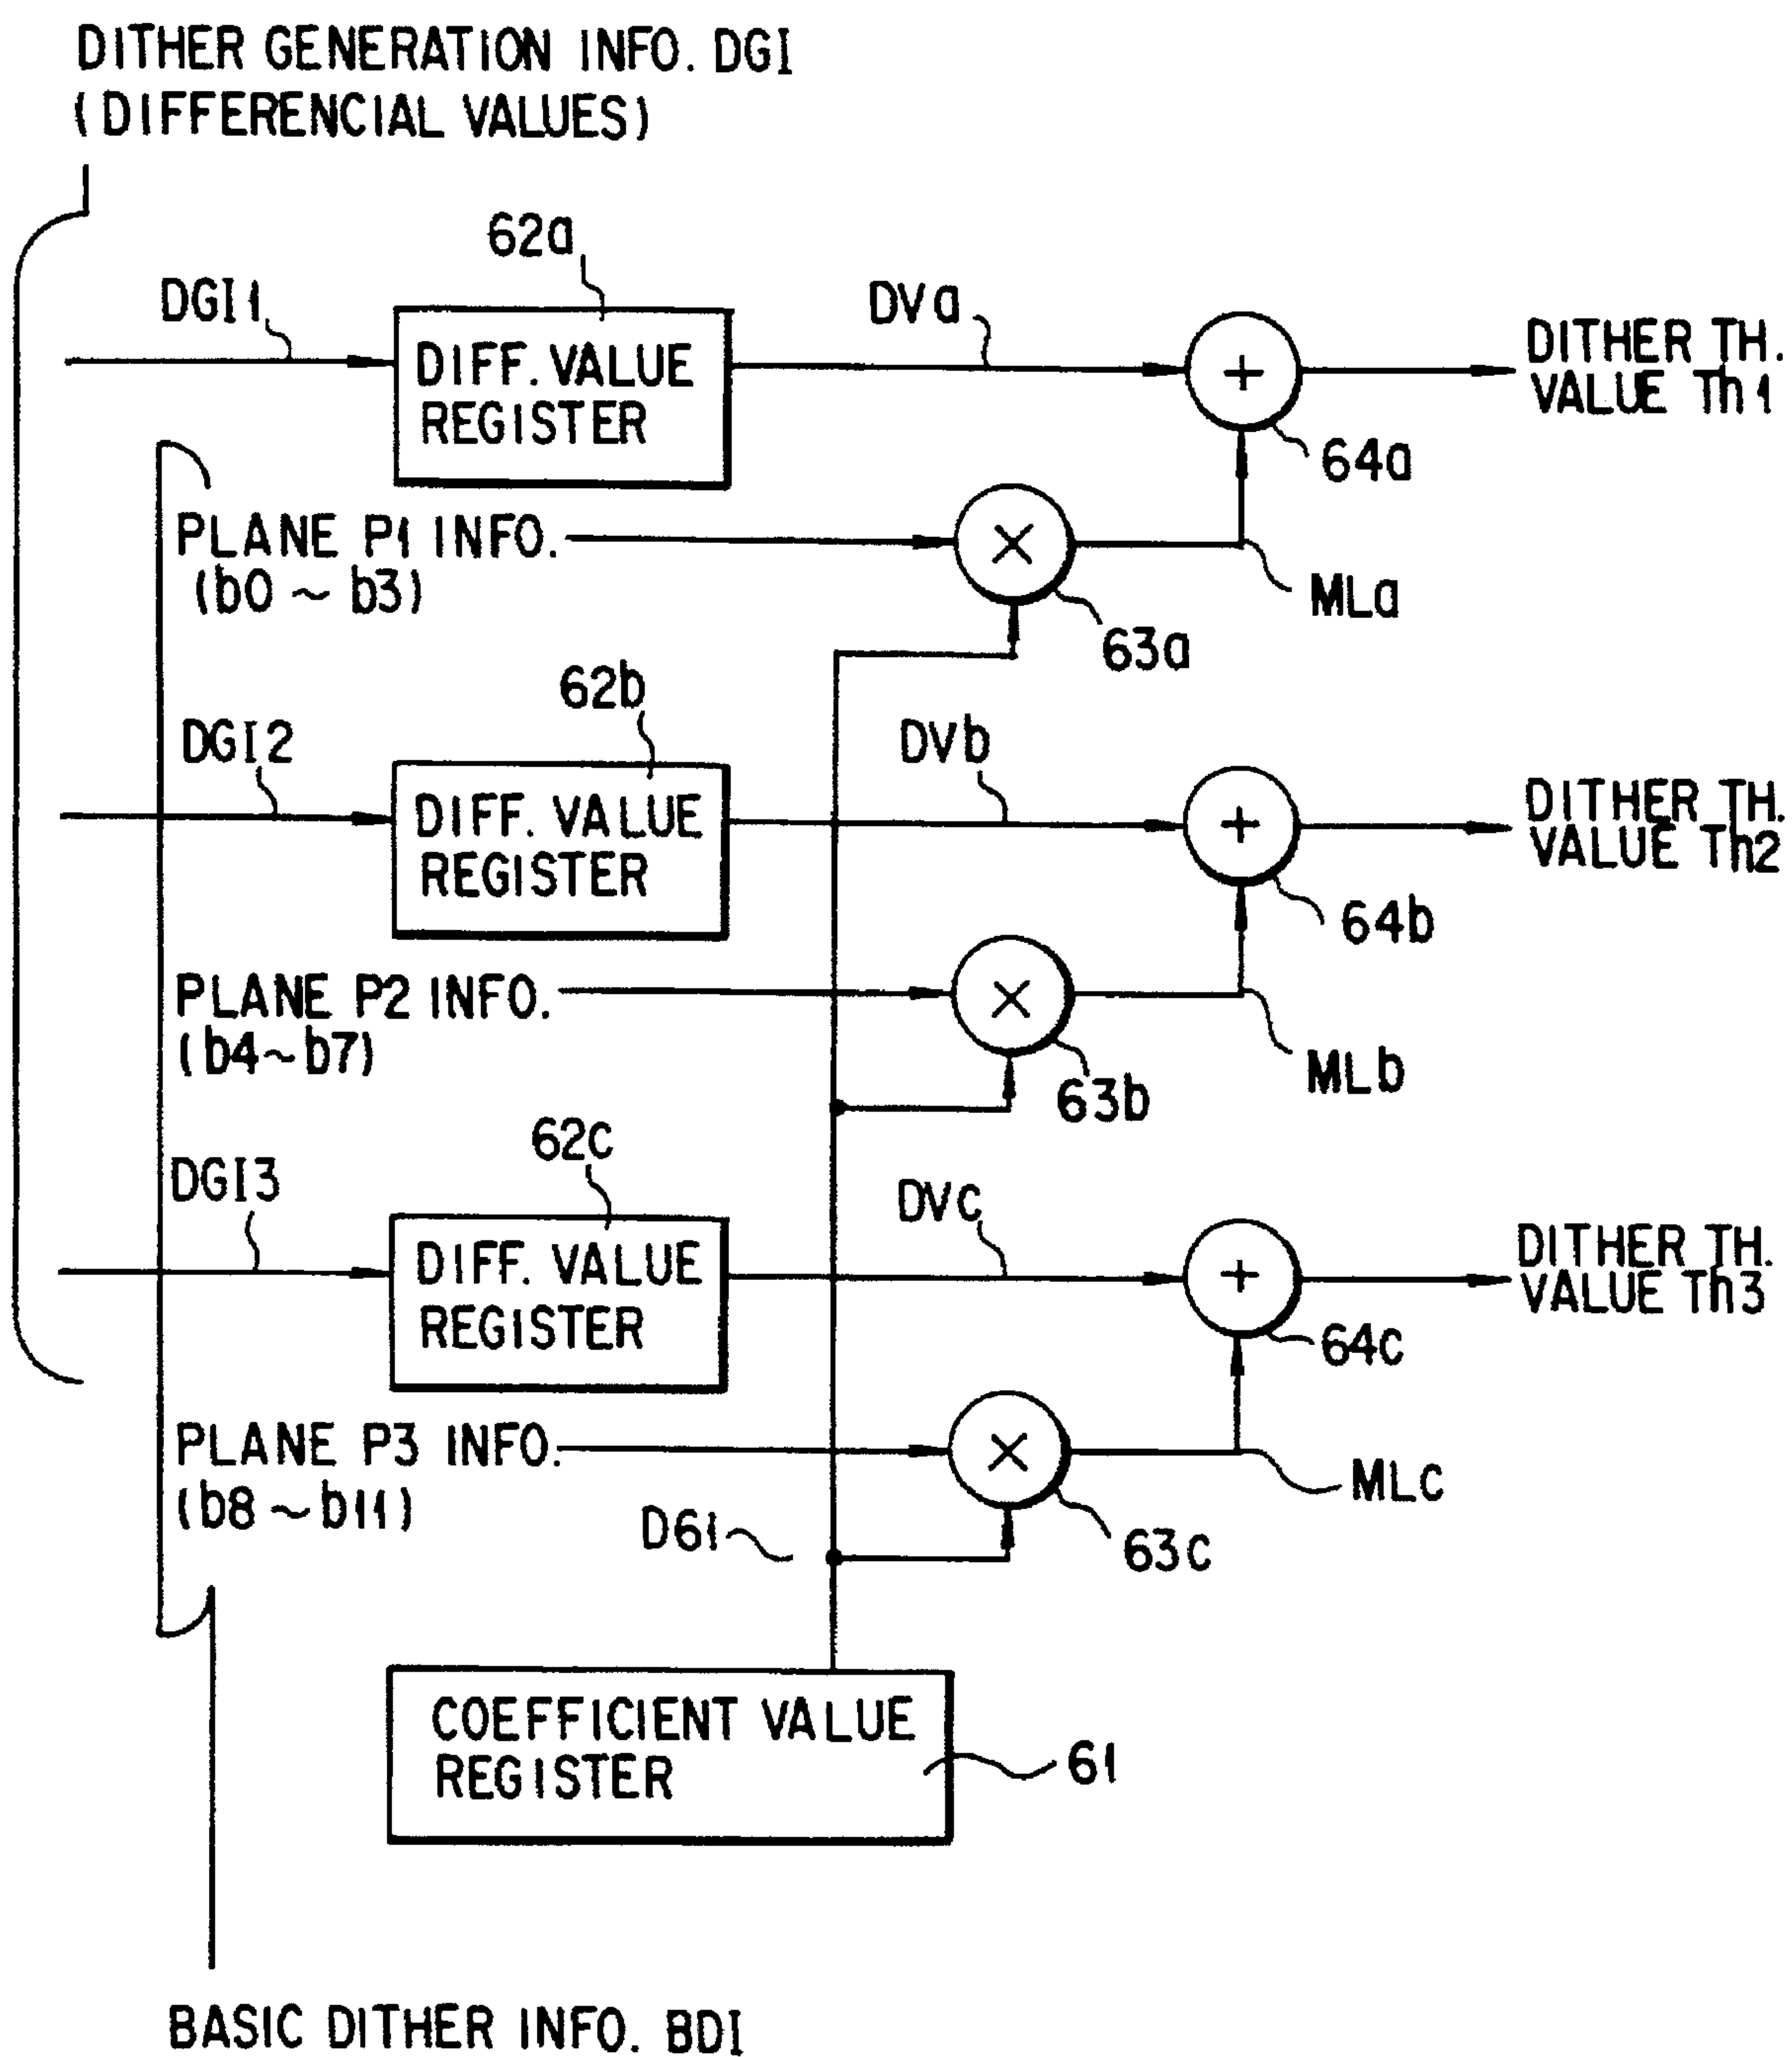 DITHER GENERATION INFO. DGI
(DIFFERENCIAL VALUES)
62a
DGI1
DIFF. VALUE
REGISTER
DVa
+
DITHER TH.
VALUE Th1
64a
PLANE P1 INFO.
(b0 ~ b3)
×
MLa
63a
62b
DGI2
DIFF. VALUE
REGISTER
DVb
+
DITHER TH.
VALUE Th2
64b
PLANE P2 INFO.
(b4~b7)
×
MLb
63b
62c
DGI3
DIFF. VALUE
REGISTER
DVc
+
DITHER TH.
VALUE Th3
64c
PLANE P3 INFO.
(b8 ~ b11)
×
MLc
D61
63c
COEFFICIENT VALUE
REGISTER
61
BASIC DITHER INFO. BDI